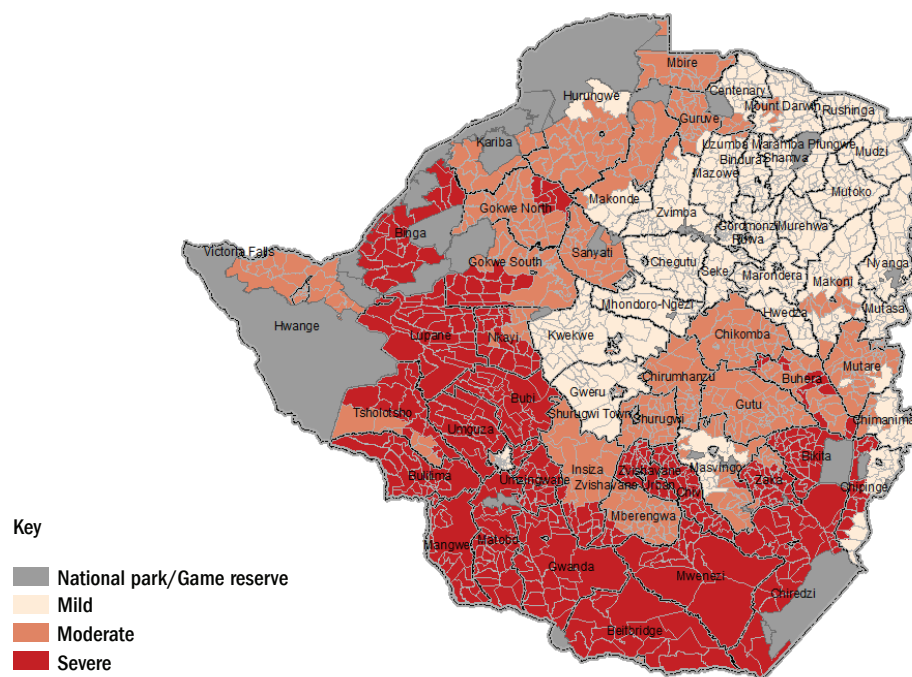 Mbire
Centenary
Hurungwe
Mount Darwin
Rushinga
Guruve
Kariba
Uzumba Maramba Pfungwe
Bindura
Shamva
Mudzi
Mazowe
Makonde
Mutoko
Gokwe North
Zvimba
Binga
Goromonzi
Murehwa
Ruwa
Victoria Falls
Sanyati
Gokwe South
Chegutu
Seke
Marondera
Nyanga
Makoni
Mhondoro-Ngezi
Hwedza
Mutasa
Hwange
Lupane
Nkayi
Kwekwe
Chikomba
Mutare
Chirumhanzu
Buhera
Gweru
Bubi
Tsholotsho
Shurugwi Town
Shurugwi
Gutu
Chimanimani
Umguza
Bikita
Bulilima
Umzingwane
Insiza
Zvishavane
Zvishavane Urban
Masvingo
Zaka
Chivi
Chipinge
Mberengwa
Key
Mangwe
Matobo
Gwanda
Mwenezi
Chiredzi
National park/Game reserve
Mild
Beitbridge
Moderate
Severe